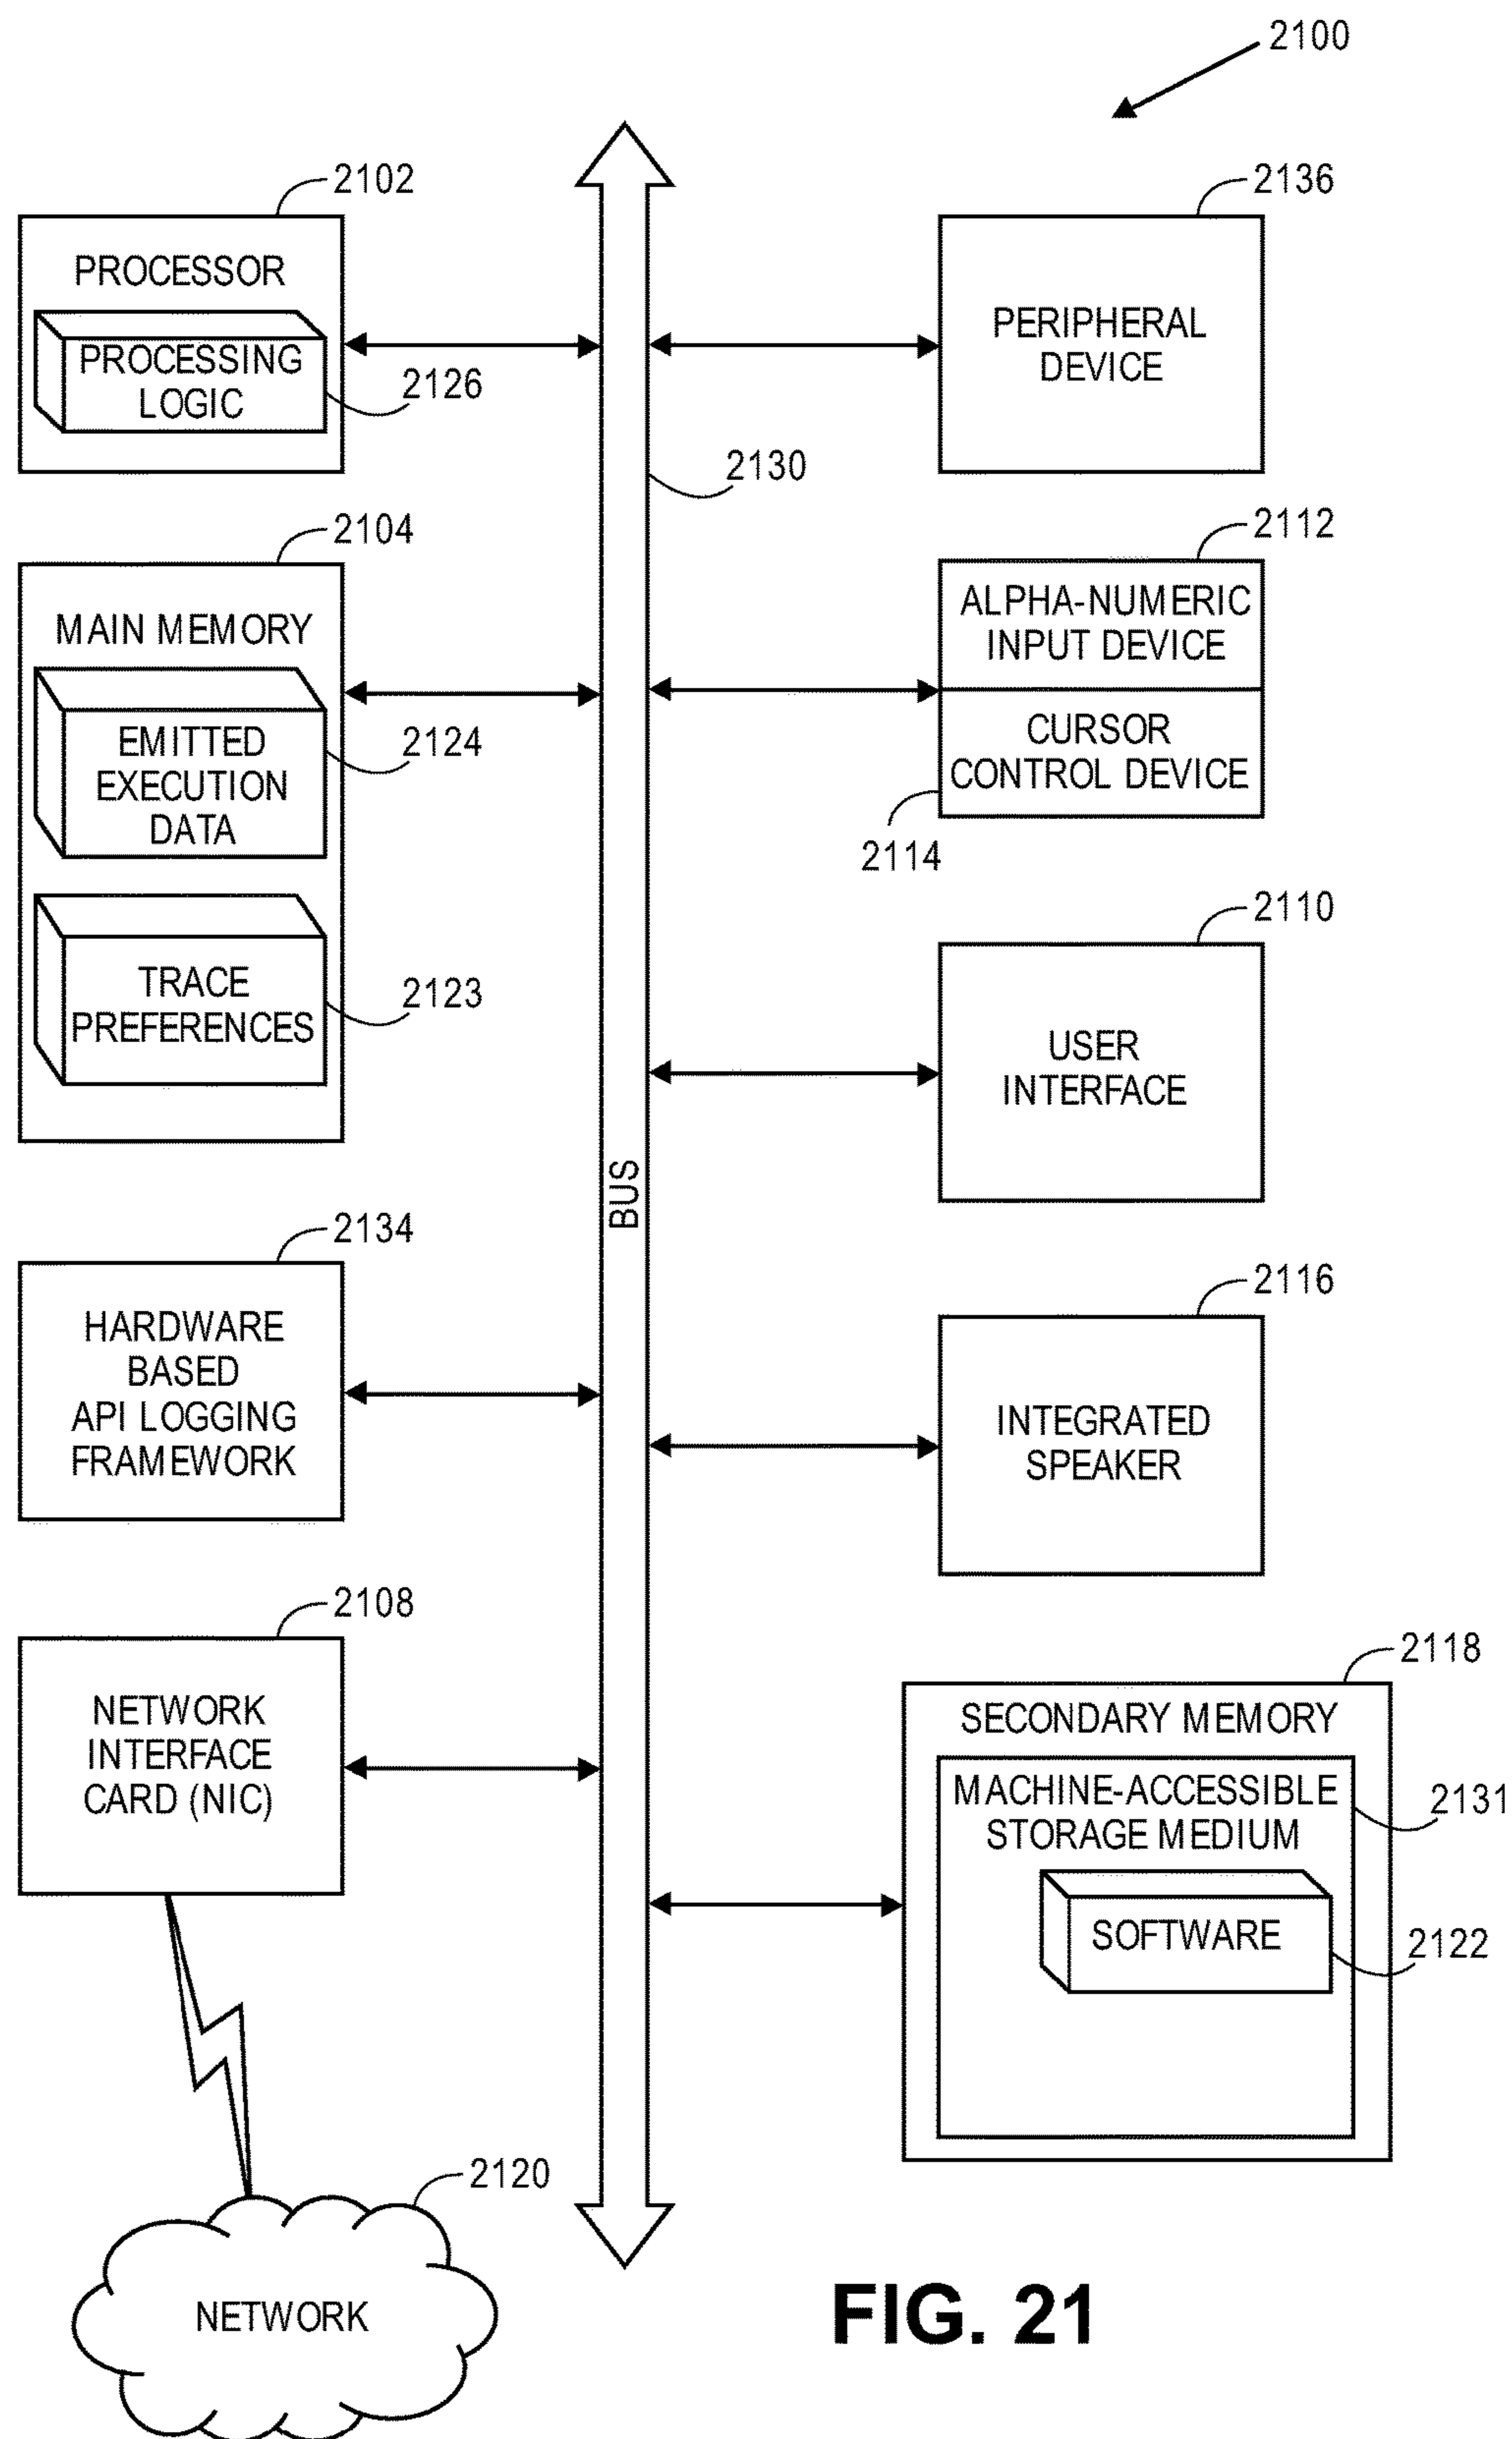 2100
2102
PROCESSOR
PROCESSING
LOGIC
2126
2136
PERIPHERAL
DEVICE
2130
2104
MAIN MEMORY
EMITTED
EXECUTION
DATA
2124
TRACE
PREFERENCES
2123
2112
ALPHA-NUMERIC
INPUT DEVICE
CURSOR
CONTROL DEVICE
2114
2110
USER
INTERFACE
BUS
2134
HARDWARE
BASED
API LOGGING
FRAMEWORK
2116
INTEGRATED
SPEAKER
2108
NETWORK
INTERFACE
CARD (NIC)
2118
SECONDARY MEMORY
MACHINE-ACCESSIBLE
STORAGE MEDIUM
2131
SOFTWARE
2122
2120
NETWORK
FIG. 21